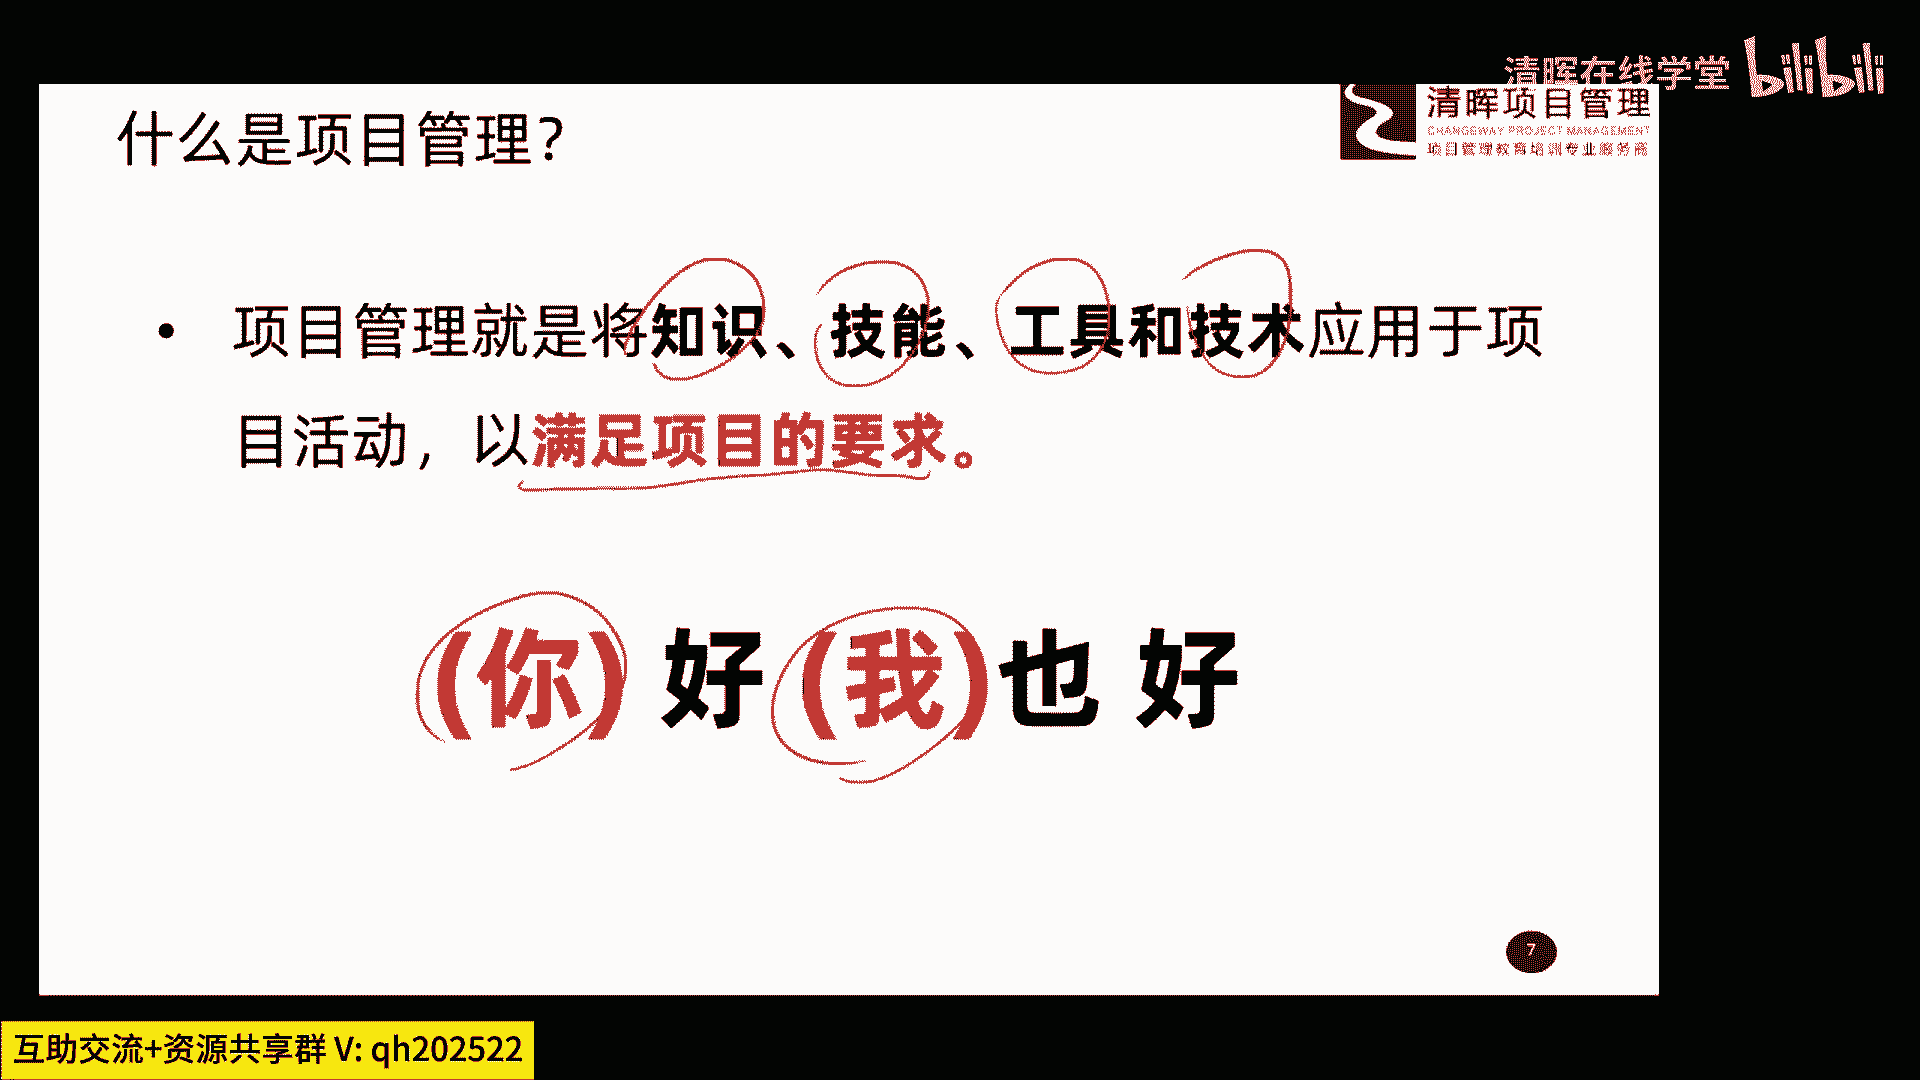 清晖在线学堂 bilibili
什么是项目管理?
清晖项目管理
CHANGEWAY PROJECT MANAGEMENT
项目管理教育培训专业服务商
• 项目管理就是将知识、技能、工具和技术应用于项
目活动，以满足项目的要求。
(你) 好 (我)也 好
7
互助交流+资源共享群 V: qh202522